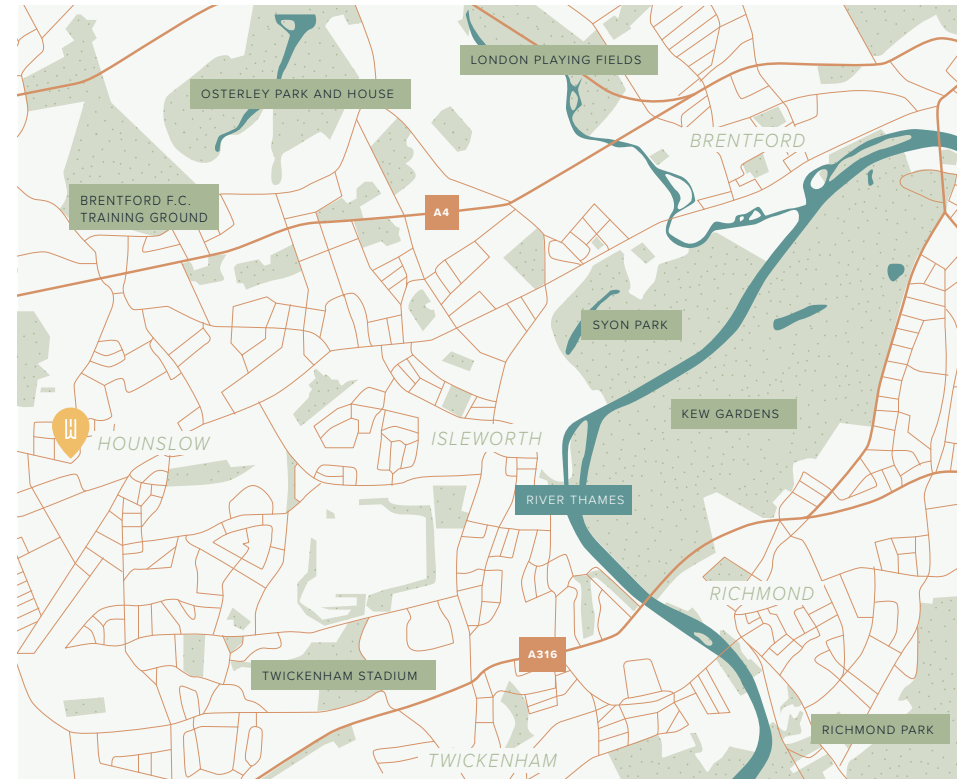 LONDON PLAYING FIELDS
OSTERLEY PARK AND HOUSE
BRENTFORD
BRENTFORD F.C.
TRAINING GROUND
A4
SYON PARK
KEW GARDENS
HOUNSLOW
ISLEWORTH
RIVER THAMES
RICHMOND
A316
TWICKENHAM STADIUM
RICHMOND PARK
TWICKENHAM